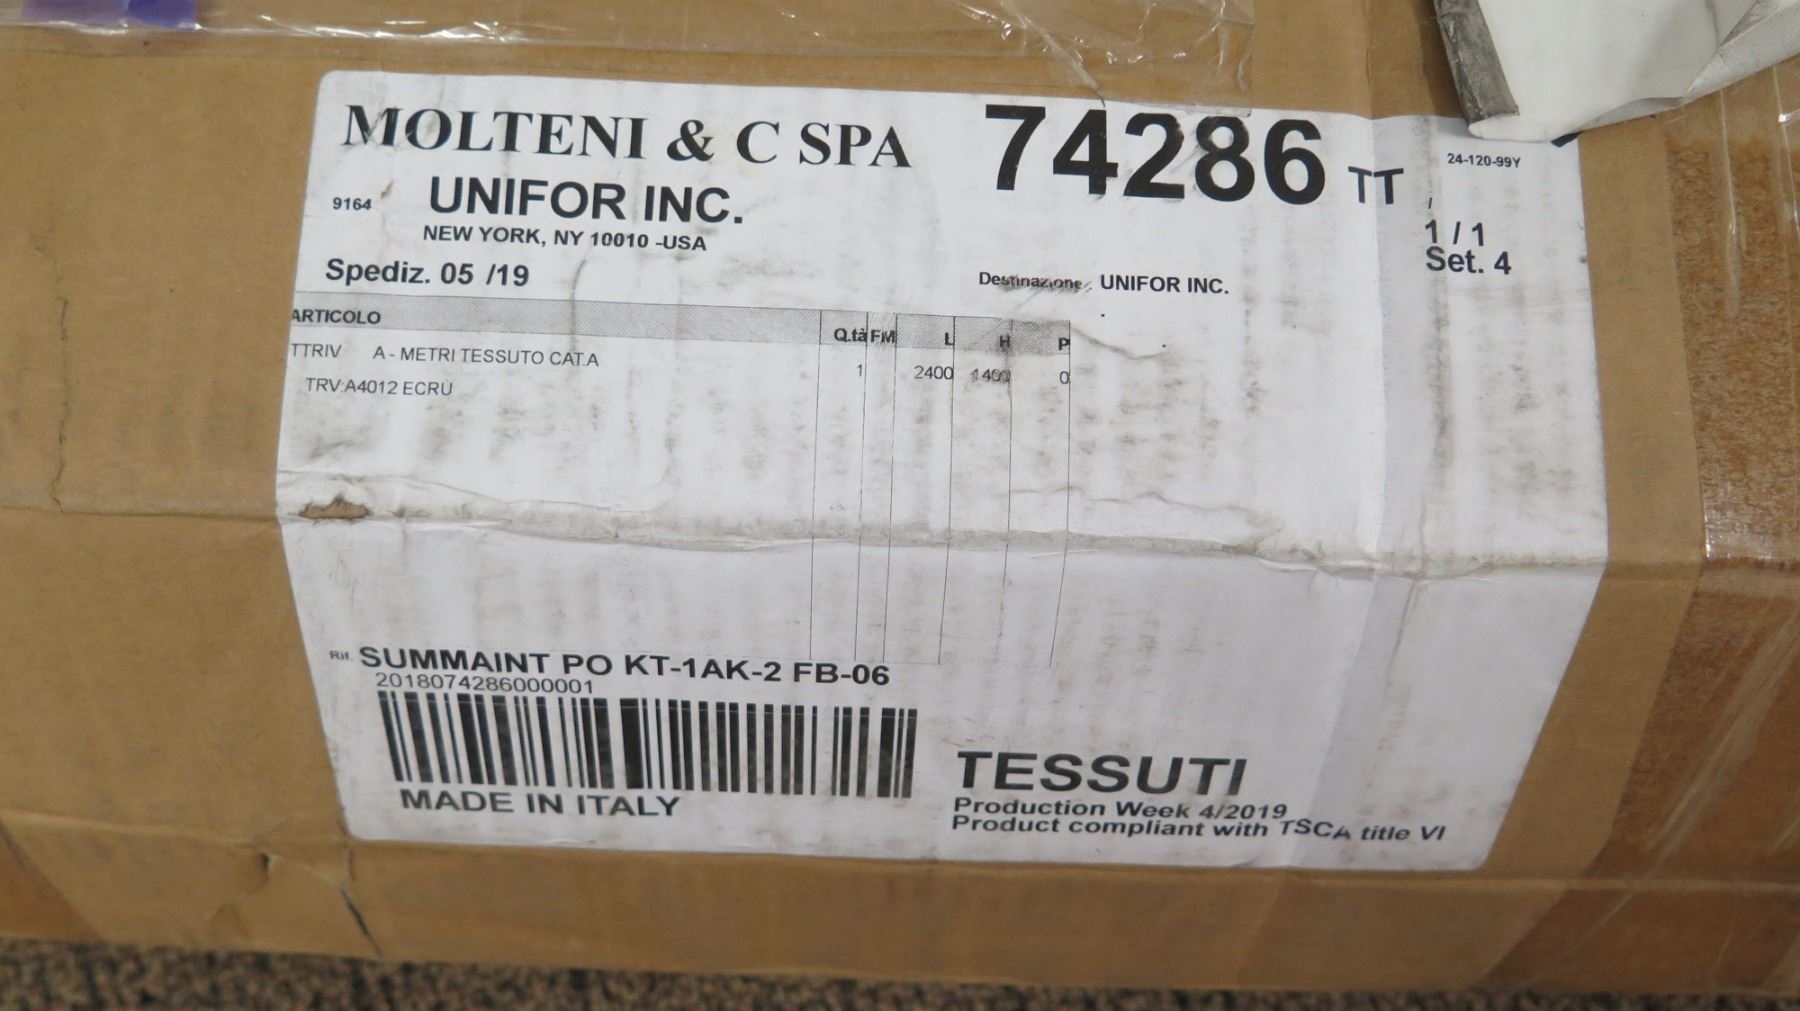 MOLTENI & C SPA
74286 TT
24-120-99Y
9164 UNIFOR INC.
NEW YORK, NY 10010 -USA
1 / 1
Set. 4
Spediz. 05 /19
Destinazione : UNIFOR INC.
ARTICOLO Q.tà FM L H P
TTRIV A - METRI TESSUTO CAT.A 1 2400 1400 0
TRV:A4012 ECRU
Rif. SUMMAINT PO KT-1AK-2 FB-06
2018074286000001
MADE IN ITALY
TESSUTI
Production Week 4/2019
Product compliant with TSCA title VI